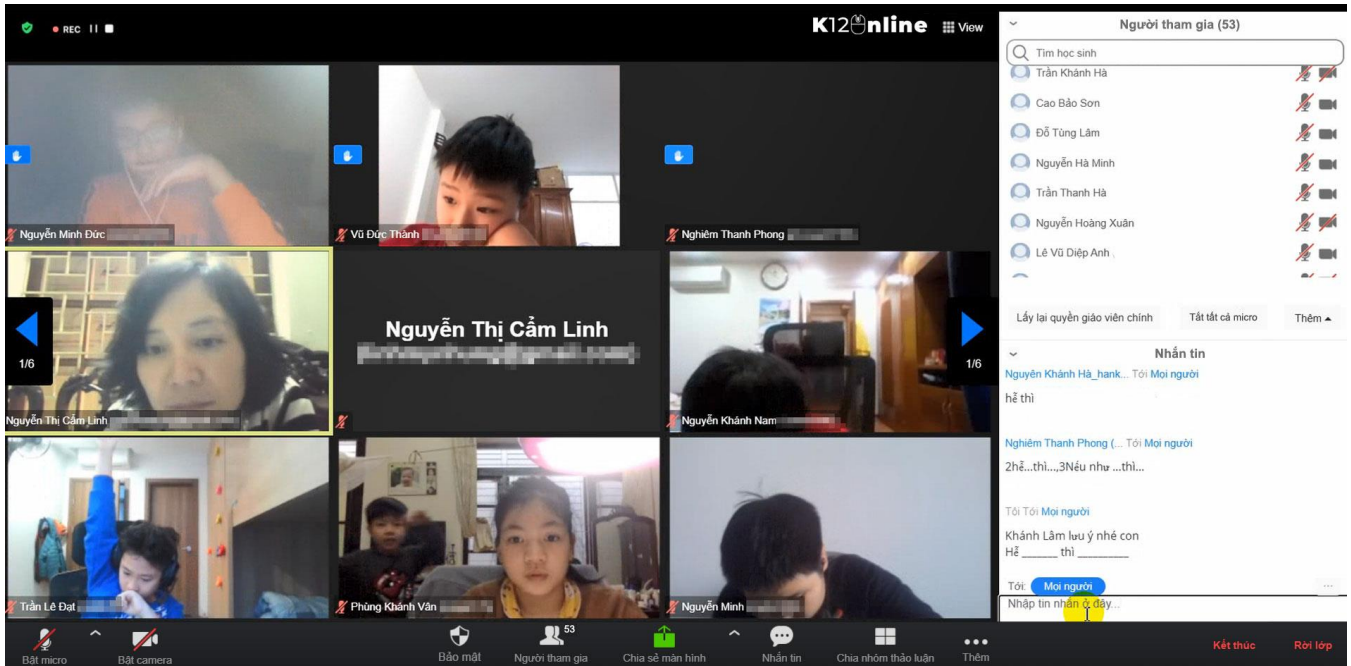 REC
K12Online
View
Nguyễn Minh Đức
Vũ Đức Thành
Nghiêm Thanh Phong
1/6
Nguyễn Thị Cẩm Linh
Nguyễn Thị Cẩm Linh
Nguyễn Khánh Nam
1/6
Trần Lê Đạt
Phùng Khánh Vân
Nguyễn Minh
Người tham gia (53)
Tìm học sinh
Trần Khánh Hà
Cao Bảo Sơn
Đỗ Tùng Lâm
Nguyễn Hà Minh
Trần Thanh Hà
Nguyễn Hoàng Xuân
Lê Vũ Diệp Anh
Lấy lại quyền giáo viên chính
Tắt tất cả micro
Thêm
Nhắn tin
Nguyên Khánh Hà_hank... Tới Mọi người
hễ thì
Nghiêm Thanh Phong (... Tới Mọi người
2hễ...thì...,3Nếu như ...thì...
Tôi Tới Mọi người
Khánh Lâm lưu ý nhé con
Hễ _______ thì _________
Tới: Mọi người
Nhập tin nhắn ở đây...
Bật micro
Bật camera
Bảo mật
53
Người tham gia
Chia sẻ màn hình
Nhắn tin
Chia nhóm thảo luận
Thêm
Kết thúc
Rời lớp